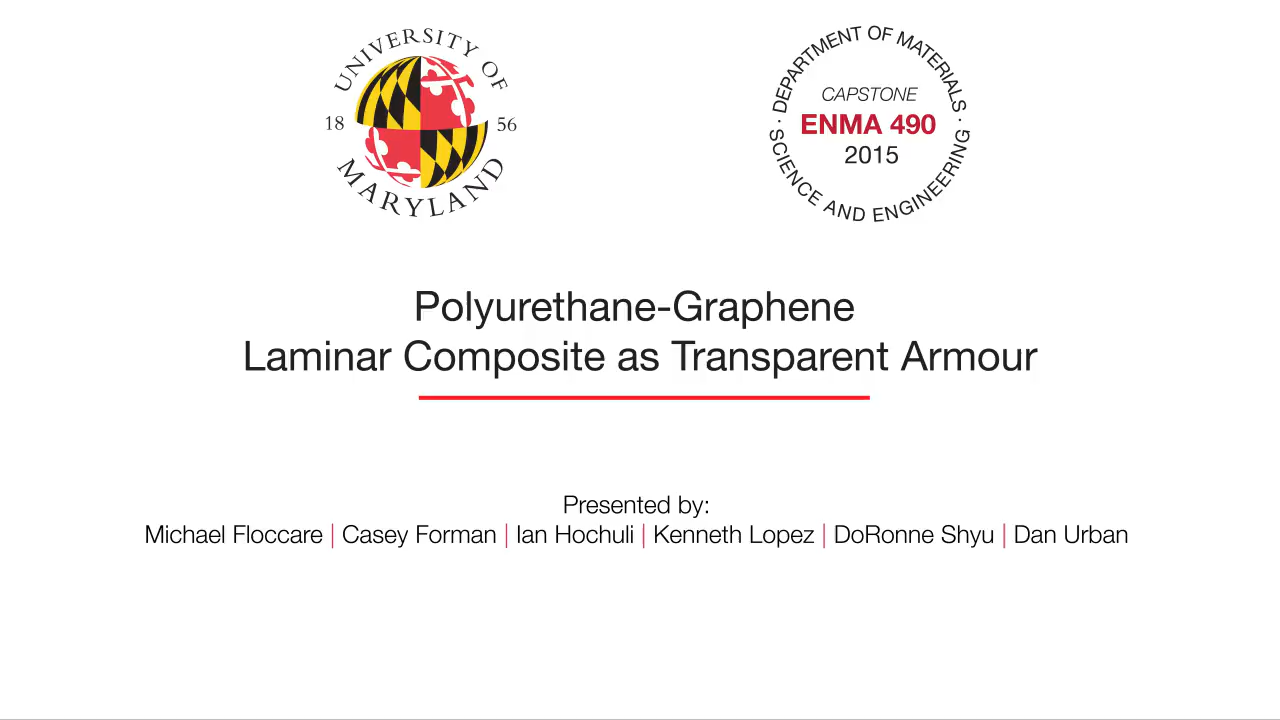 UNIVERSITY OF
18 56
MARYLAND
· DEPARTMENT OF MATERIALS ·
SCIENCE AND ENGINEERING
CAPSTONE
ENMA 490
2015
Polyurethane-Graphene
Laminar Composite as Transparent Armour
Presented by:
Michael Floccare | Casey Forman | Ian Hochuli | Kenneth Lopez | DoRonne Shyu | Dan Urban